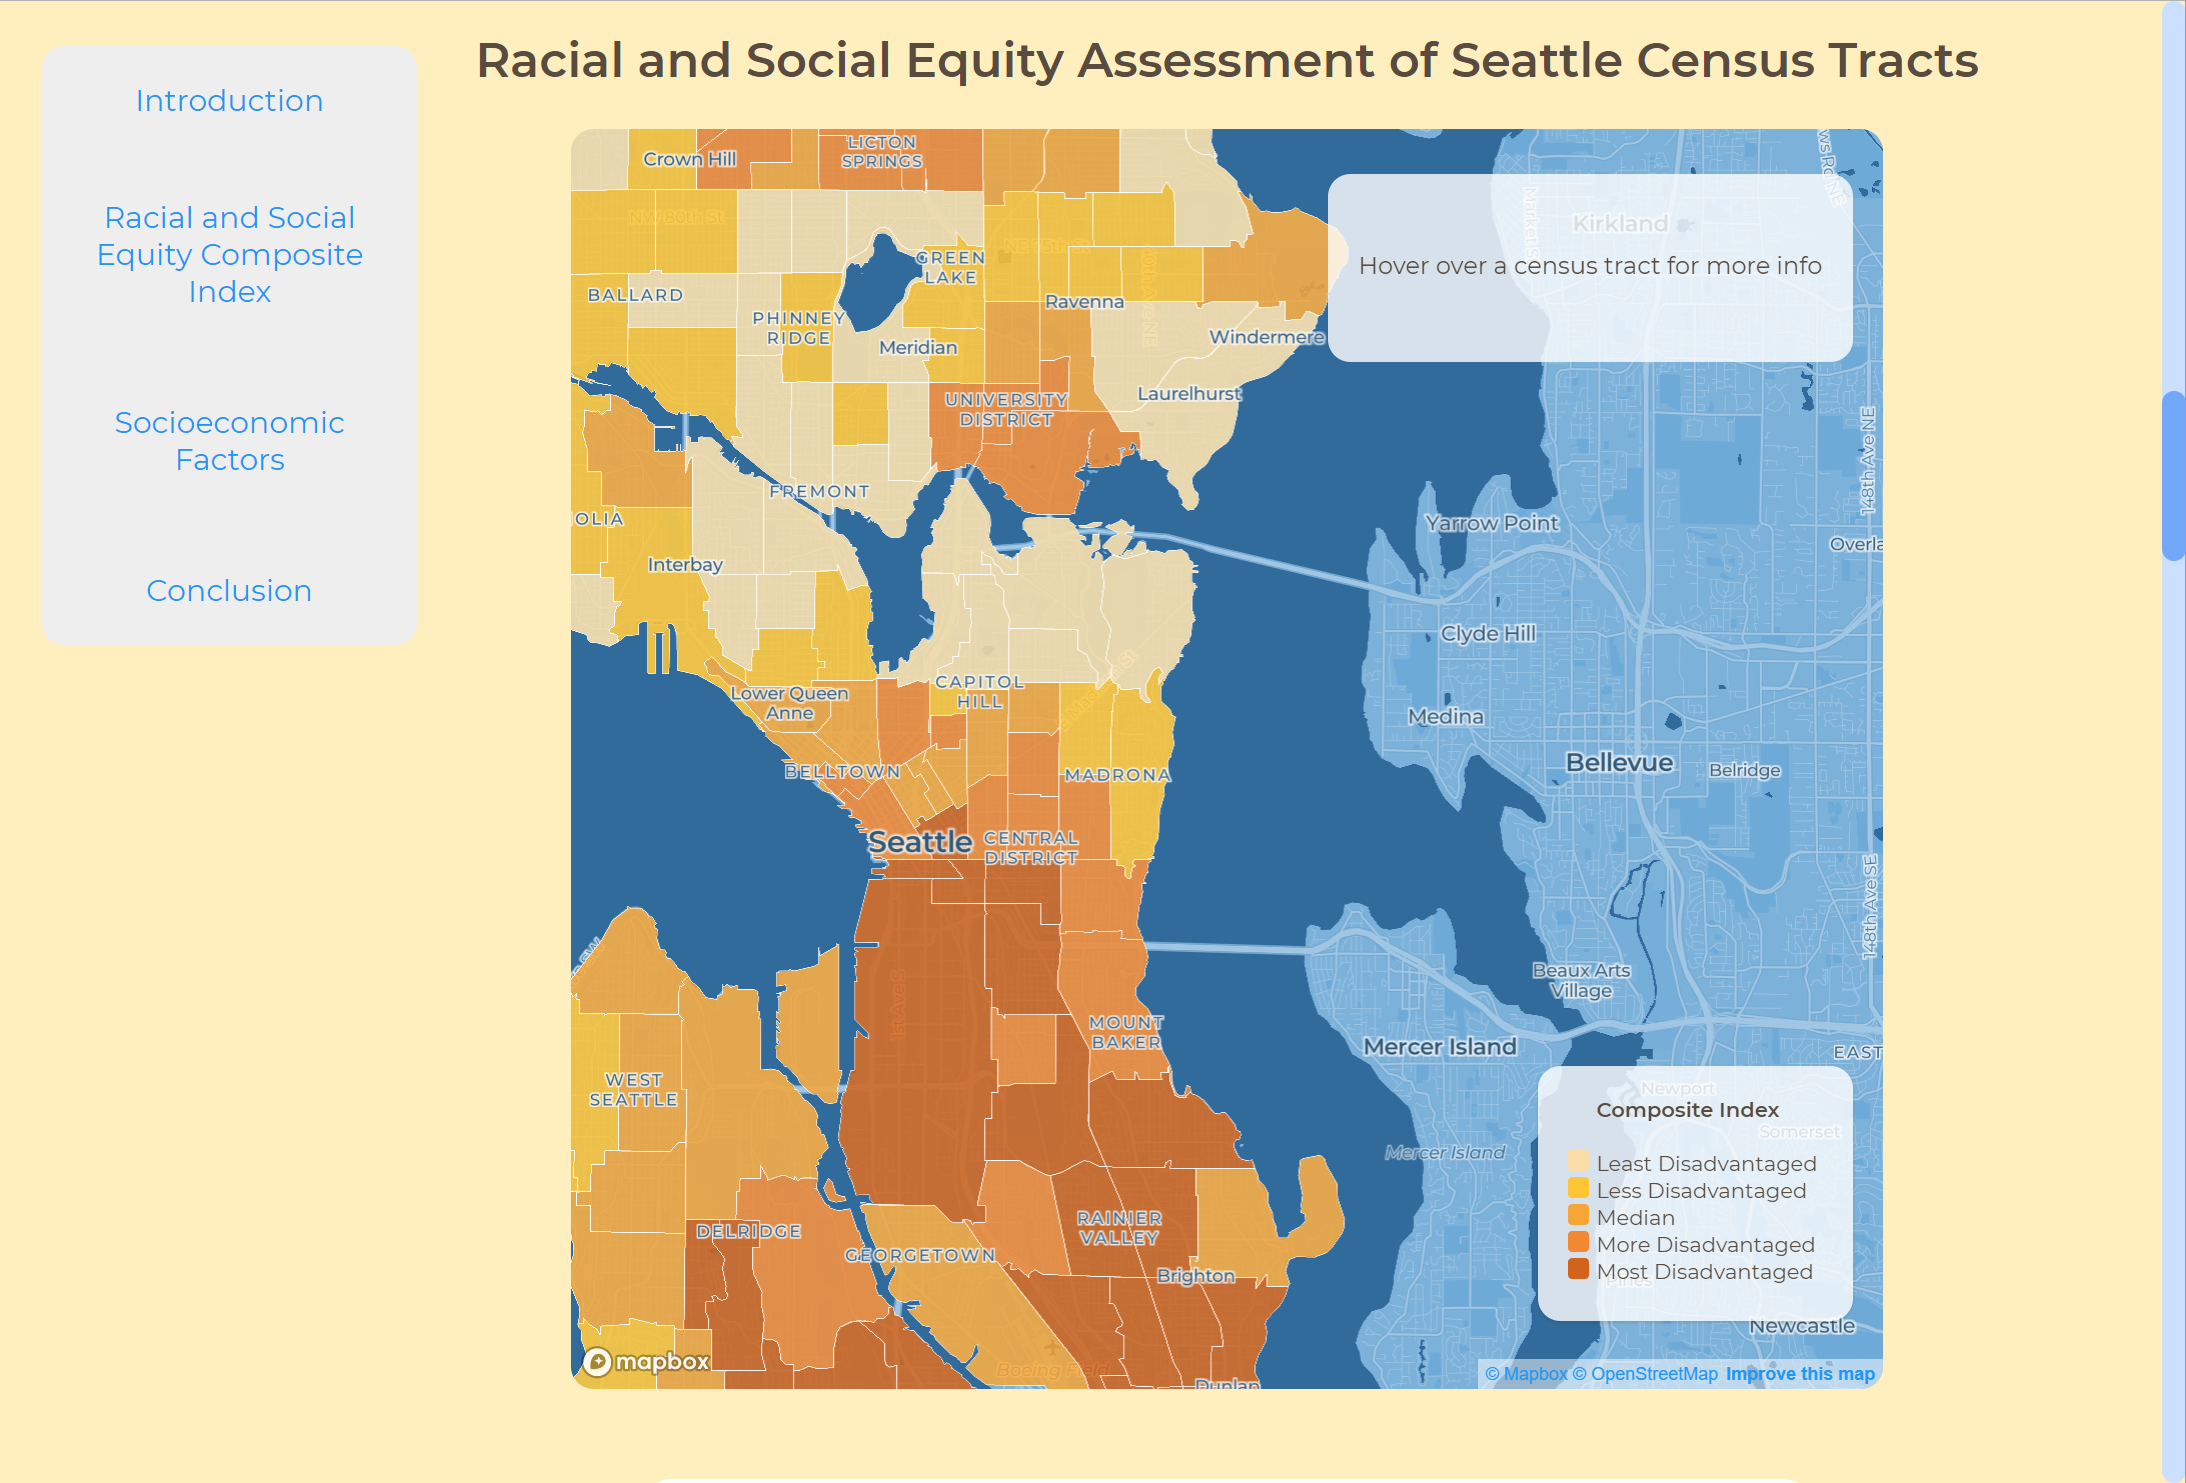 Racial and Social Equity Assessment of Seattle Census Tracts
Introduction
Racial and Social
Equity Composite
Index
Socioeconomic
Factors
Conclusion
Crown Hill
LICTON
SPRINGS
NW 80th St
Kirkland
Market S
Hover over a census tract for more info
GREEN
LAKE
BALLARD
PHINNEY
RIDGE
Ravenna
Meridian
Windermere
Laurelhurst
UNIVERSITY
DISTRICT
148th Ave NE
FREMONT
OLIA
Yarrow Point
Overla
Interbay
Clyde Hill
CAPITOL
HILL
Lower Queen
Anne
Medina
BELLTOWN
MADRONA
Bellevue
Belridge
Seattle
CENTRAL
DISTRICT
148th Ave SE
1st Ave S
Beaux Arts
Village
MOUNT
BAKER
Mercer Island
EAST
WEST
SEATTLE
Newport
Composite Index
Somerset
Mercer Island
Least Disadvantaged
Less Disadvantaged
Median
More Disadvantaged
Most Disadvantaged
DELRIDGE
RAINIER
VALLEY
GEORGETOWN
Brighton
Newcastle
mapbox
Boeing Field
Dunlap
© Mapbox © OpenStreetMap Improve this map